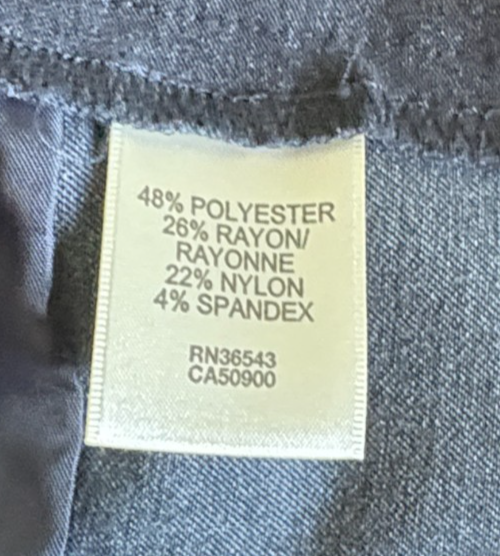 48% POLYESTER
26% RAYON/
RAYONNE
22% NYLON
4% SPANDEX
RN36543
CA50900